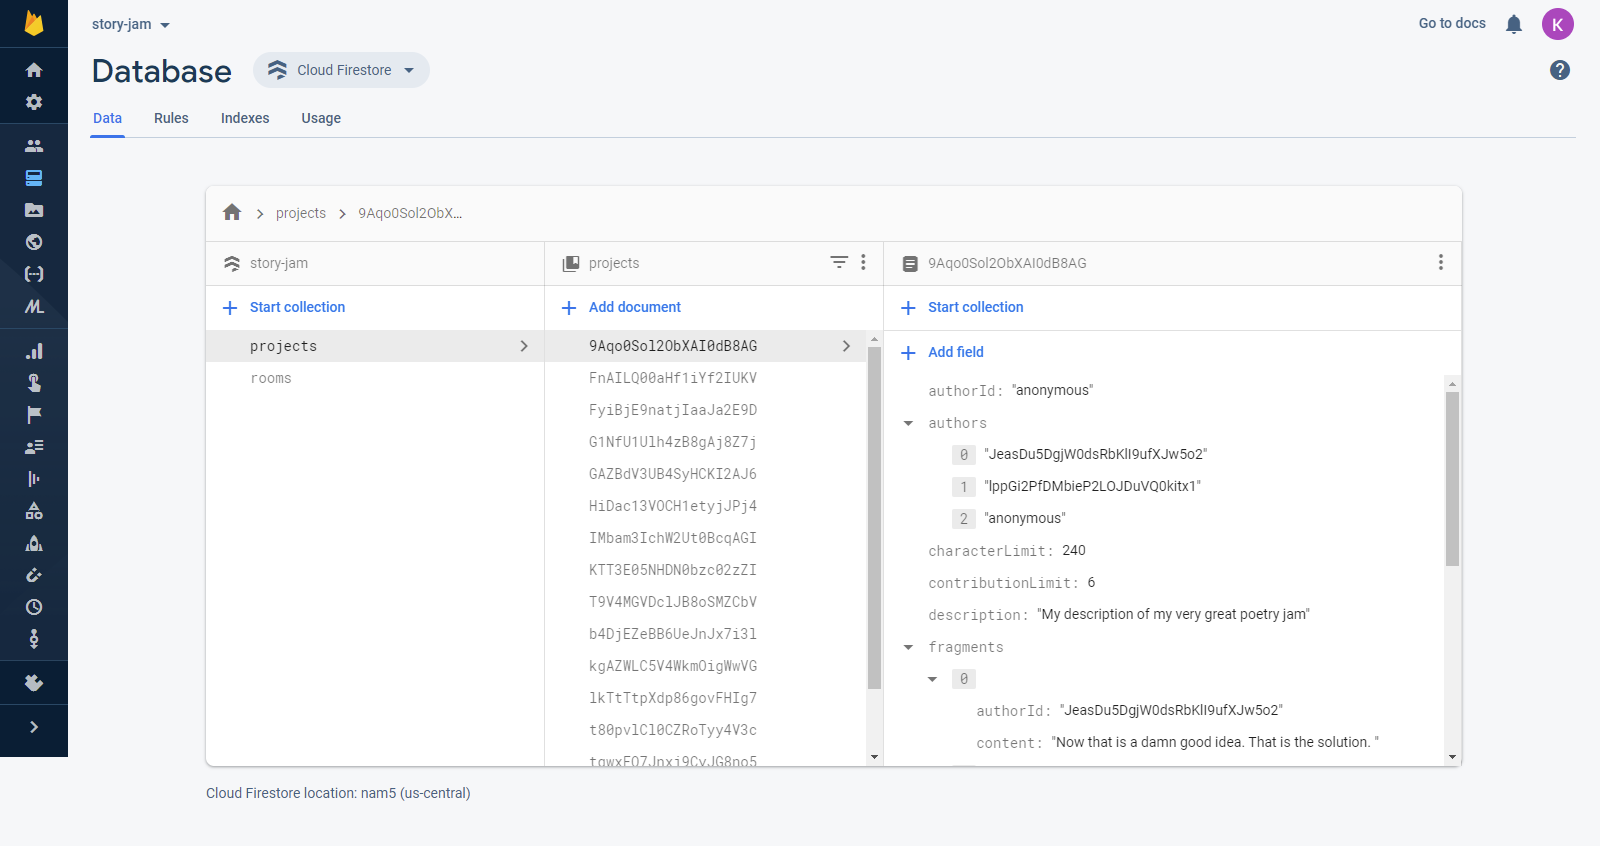 story-jam
Go to docs
K
Database
Cloud Firestore
?
Data Rules Indexes Usage
ML
projects 9Aqo0Sol2ObX...
story-jam
projects
9Aqo0Sol2ObXAI0dB8AG
Start collection
Add document
Start collection
projects
rooms
9Aqo0Sol2ObXAI0dB8AG
FnAILQ00aHf1iYf2IUKV
FyiBjE9natjIaaJa2E9D
G1NfU1Ulh4zB8gAj8Z7j
GAZBdV3UB4SyHCKI2AJ6
HiDac13VOCH1etyjJPj4
IMbam3IchW2Ut0BcqAGI
KTT3E05NHDN0bzc02zZI
T9V4MGVDclJB8oSMZCbV
b4DjEZeBB6UeJnJx7i3l
kgAZWLC5V4WkmOigWwVG
lkTtTtpXdp86govFHIg7
t80pvlCl0CZRoTyy4V3c
Add field
authorId: "anonymous"
authors
0 "JeasDu5DgjW0dsRbKlI9ufXJw5o2"
1 "lppGi2PfDMbieP2LOJDuVQ0kitx1"
2 "anonymous"
characterLimit: 240
contributionLimit: 6
description: "My description of my very great poetry jam"
fragments
0
authorId: "JeasDu5DgjW0dsRbKlI9ufXJw5o2"
content: "Now that is a damn good idea. That is the solution. "
Cloud Firestore location: nam5 (us-central)